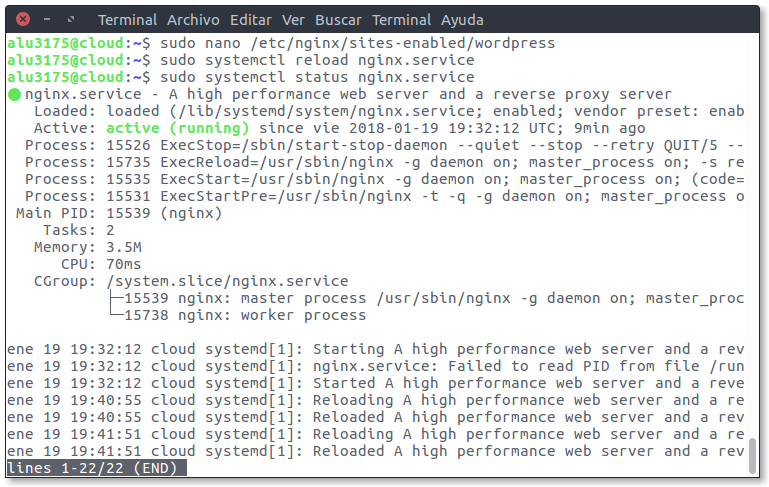 Terminal Archivo Editar Ver Buscar Terminal Ayuda
alu3175@cloud:~$ sudo nano /etc/nginx/sites-enabled/wordpress
alu3175@cloud:~$ sudo systemctl reload nginx.service
alu3175@cloud:~$ sudo systemctl status nginx.service
● nginx.service - A high performance web server and a reverse proxy server
   Loaded: loaded (/lib/systemd/system/nginx.service; enabled; vendor preset: enab
   Active: active (running) since vie 2018-01-19 19:32:12 UTC; 9min ago
  Process: 15526 ExecStop=/sbin/start-stop-daemon --quiet --stop --retry QUIT/5 --
  Process: 15735 ExecReload=/usr/sbin/nginx -g daemon on; master_process on; -s re
  Process: 15535 ExecStart=/usr/sbin/nginx -g daemon on; master_process on; (code=
  Process: 15531 ExecStartPre=/usr/sbin/nginx -t -q -g daemon on; master_process o
 Main PID: 15539 (nginx)
    Tasks: 2
   Memory: 3.5M
      CPU: 70ms
   CGroup: /system.slice/nginx.service
           ├─15539 nginx: master process /usr/sbin/nginx -g daemon on; master_proc
           └─15738 nginx: worker process
ene 19 19:32:12 cloud systemd[1]: Starting A high performance web server and a rev
ene 19 19:32:12 cloud systemd[1]: nginx.service: Failed to read PID from file /run
ene 19 19:32:12 cloud systemd[1]: Started A high performance web server and a reve
ene 19 19:40:55 cloud systemd[1]: Reloading A high performance web server and a re
ene 19 19:40:55 cloud systemd[1]: Reloaded A high performance web server and a rev
ene 19 19:41:51 cloud systemd[1]: Reloading A high performance web server and a re
ene 19 19:41:51 cloud systemd[1]: Reloaded A high performance web server and a rev
lines 1-22/22 (END)